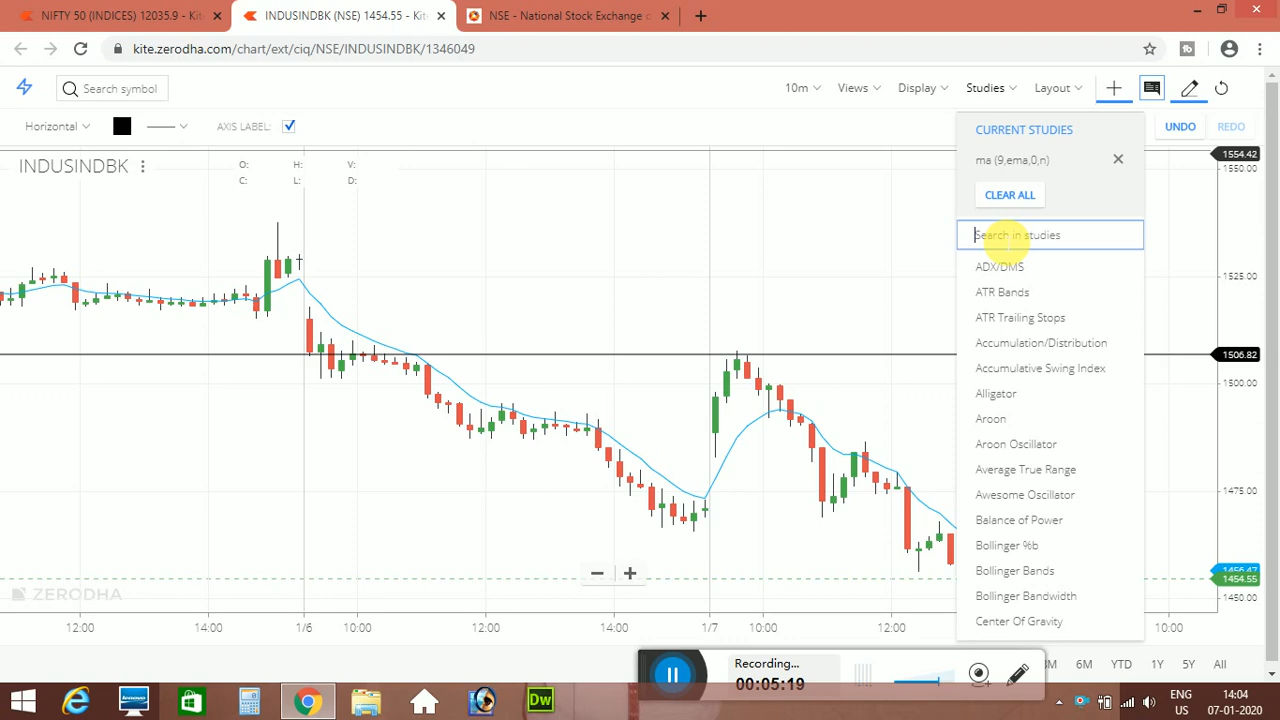 NIFTY 50 (INDICES) 12035.9 - Kite
INDUSINDBK (NSE) 1454.55 - Kite
NSE - National Stock Exchange o
kite.zerodha.com/chart/ext/ciq/NSE/INDUSINDBK/1346049
Search symbol
10m
Views
Display
Studies
Layout
Horizontal
AXIS LABEL:
UNDO
REDO
INDUSINDBK
O:
H:
V:
C:
L:
D:
CURRENT STUDIES
ma (9,ema,0,n)
CLEAR ALL
Search in studies
ADX/DMS
ATR Bands
ATR Trailing Stops
Accumulation/Distribution
Accumulative Swing Index
Alligator
Aroon
Aroon Oscillator
Average True Range
Awesome Oscillator
Balance of Power
Bollinger %b
Bollinger Bands
Bollinger Bandwidth
Center Of Gravity
1554.42
1550.00
1525.00
1506.82
1500.00
1475.00
1456.47
1454.55
1450.00
ZERODHA
12:00
14:00
1/6
10:00
12:00
14:00
1/7
10:00
12:00
10:00
6M
YTD
1Y
5Y
All
Recording...
00:05:19
Lenovo
Dw
ENG
US
14:04
07-01-2020